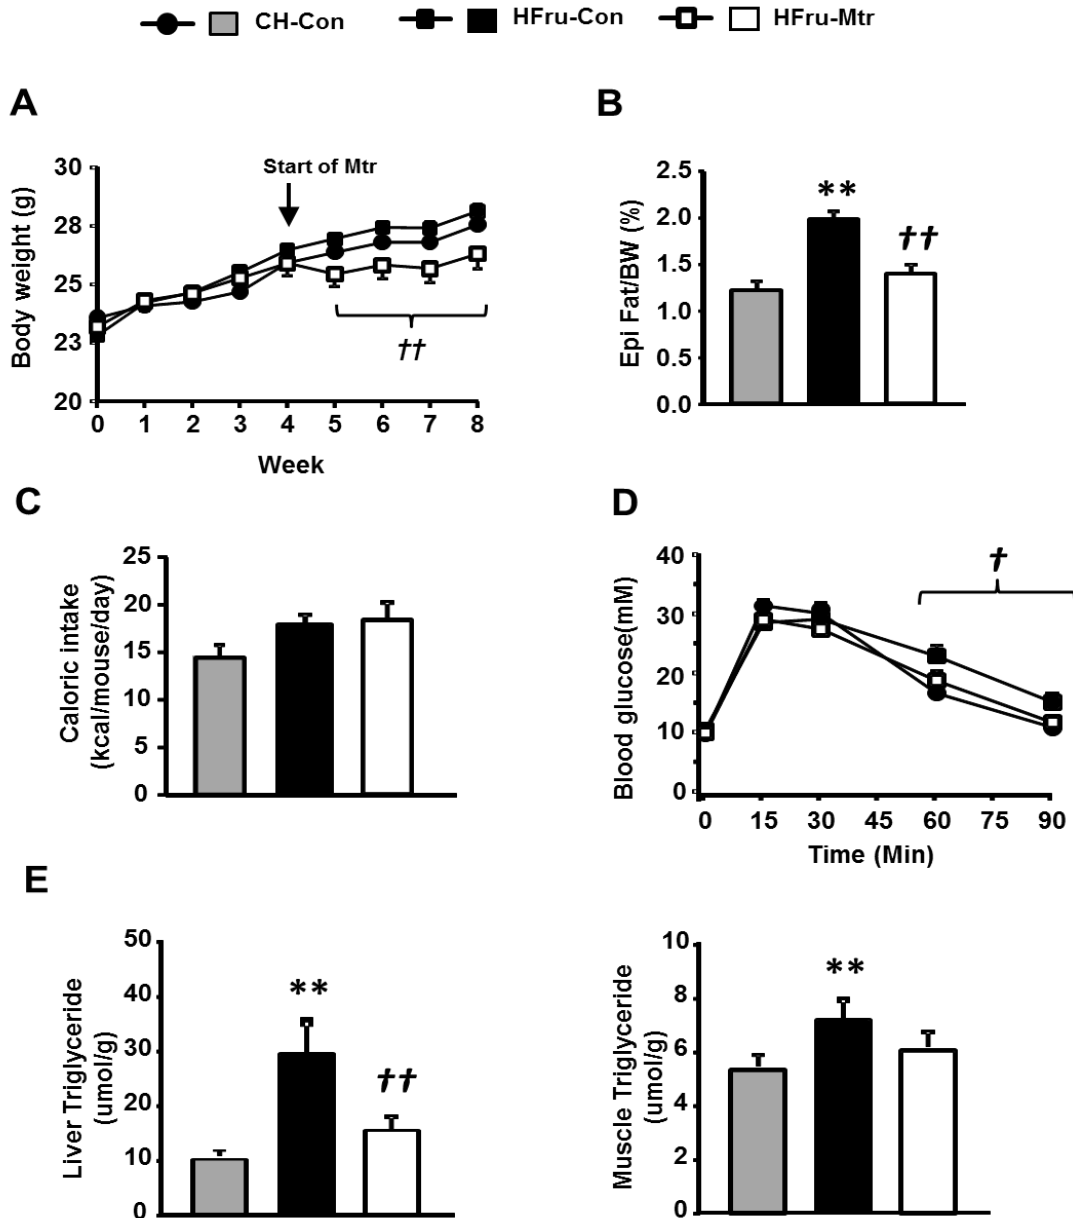 CH-Con HFru-Con HFru-Mtr
A
Start of Mtr
Body weight (g)
30
28
25
23
20
††
0 1 2 3 4 5 6 7 8
Week
B
Epi Fat/BW (%)
2.5
2.0
1.5
1.0
0.5
0.0
**
††
C
Caloric intake
(kcal/mouse/day)
25
20
15
10
5
0
D
Blood glucose(mM)
40
30
20
10
0
†
0 15 30 45 60 75 90
Time (Min)
E
Liver Triglyceride
(umol/g)
50
40
30
20
10
0
**
††
Muscle Triglyceride
(umol/g)
10
8
6
4
2
0
**